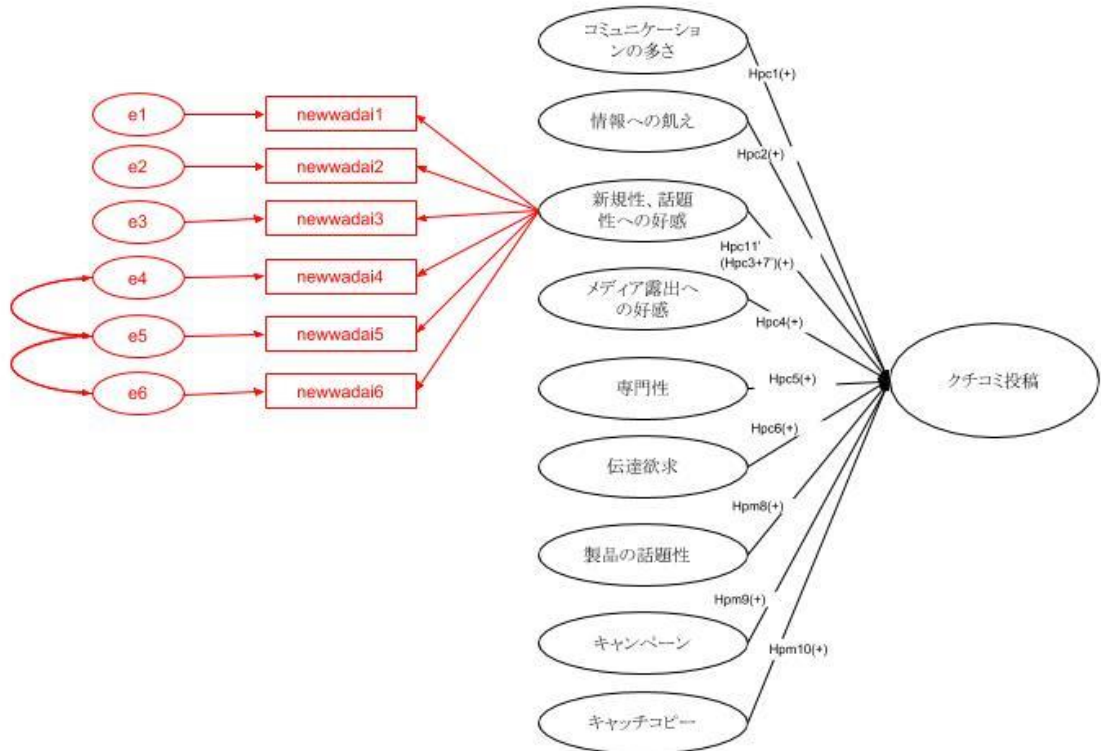 コミュニケーショ
ンの多さ
Hpc1(+)
e1
newwadai1
情報への飢え
Hpc2(+)
e2
newwadai2
e3
newwadai3
新規性、話題
性への好感
Hpc11'
(Hpc3+7')(+)
e4
newwadai4
メディア露出へ
の好感
Hpc4(+)
e5
newwadai5
e6
newwadai6
専門性
Hpc5(+)
クチコミ投稿
Hpc6(+)
伝達欲求
Hpm8(+)
製品の話題性
Hpm9(+)
キャンペーン
Hpm10(+)
キャッチコピー